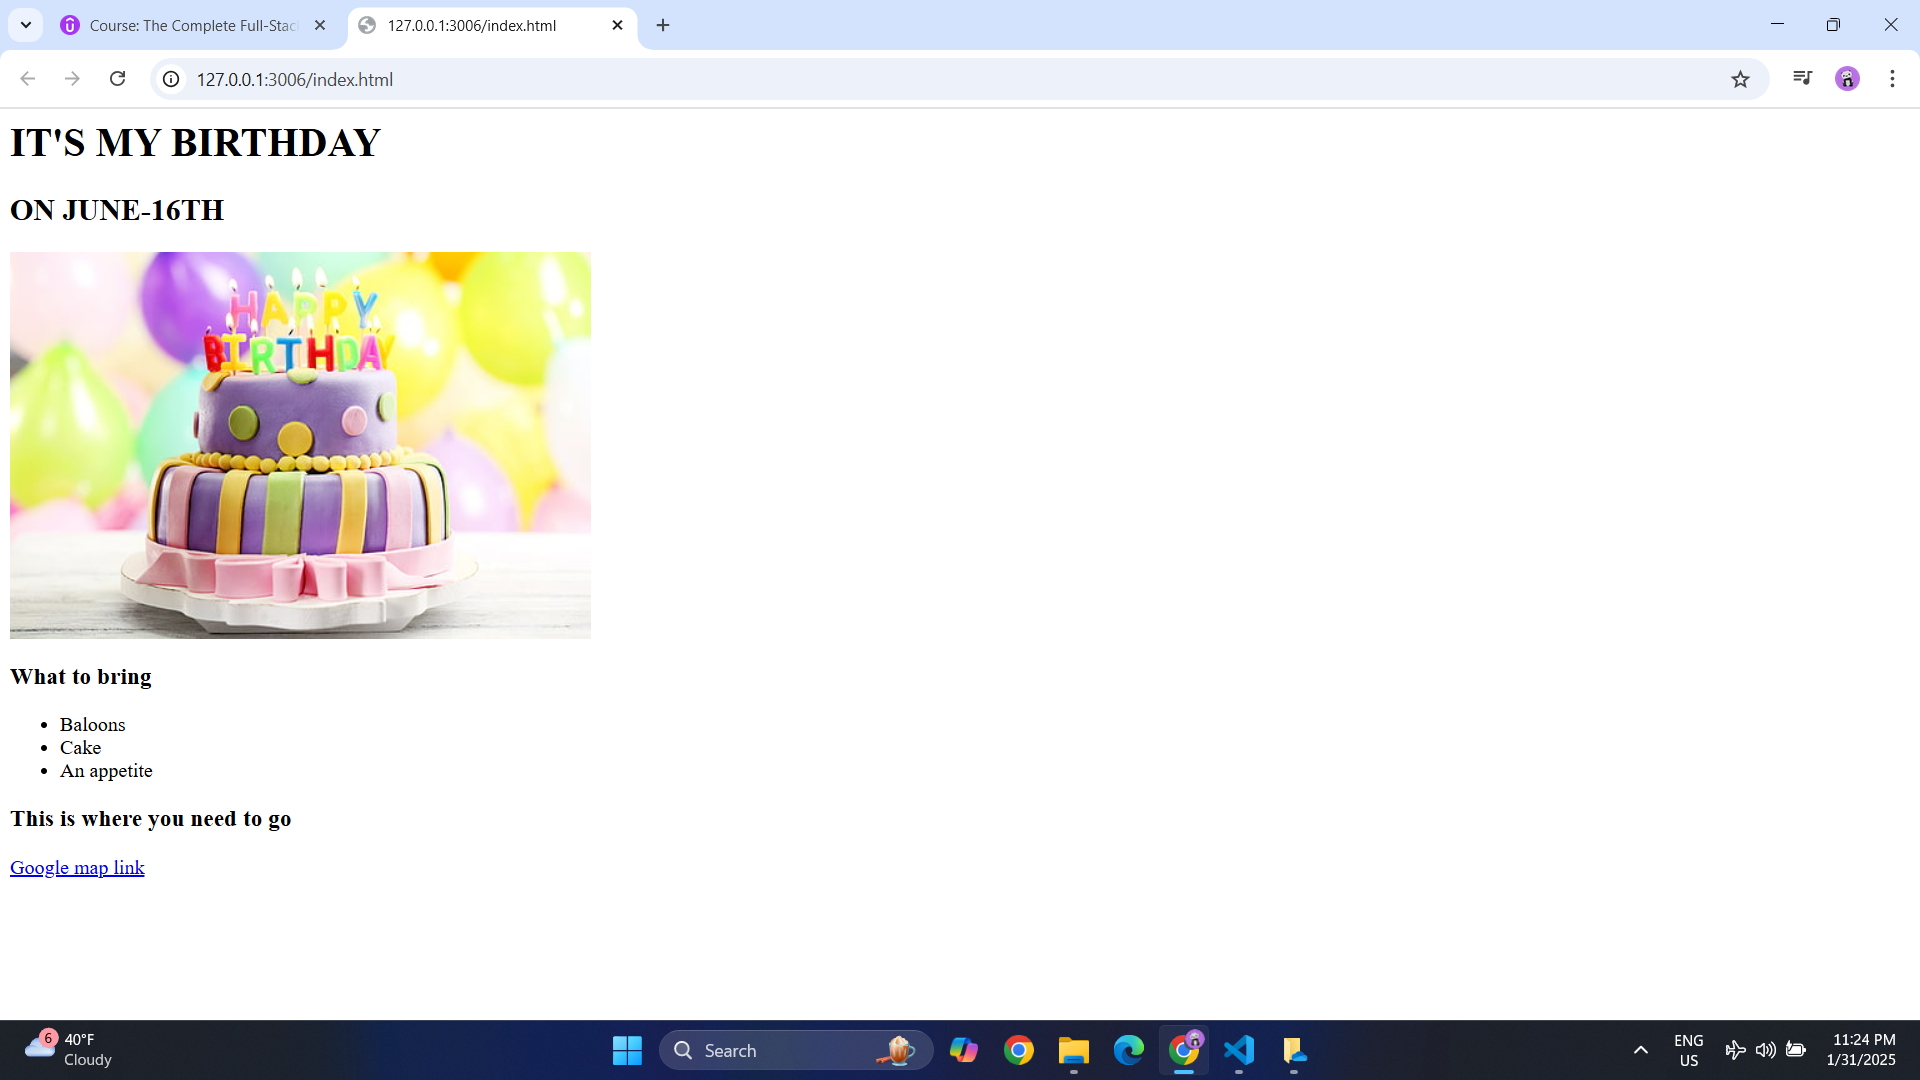 Course: The Complete Full-Stac
127.0.0.1:3006/index.html
127.0.0.1:3006/index.html
IT'S MY BIRTHDAY
ON JUNE-16TH
HAPPY
BIRTHDAY
What to bring
Baloons
Cake
An appetite
This is where you need to go
Google map link
6
40°F
Cloudy
Search
ENG
US
11:24 PM
1/31/2025